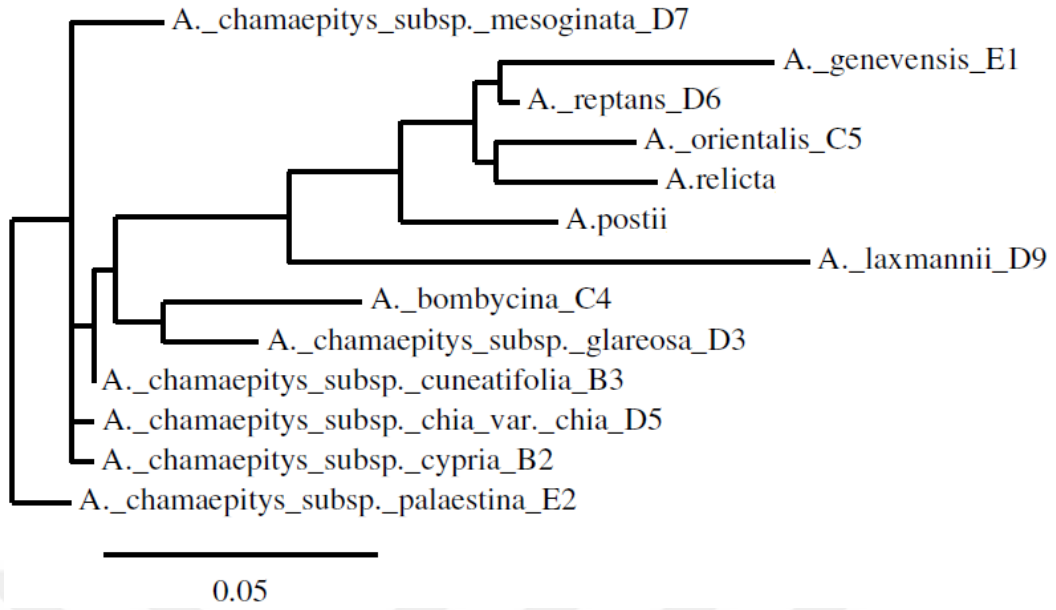 A._chamaepitys_subsp._mesoginata_D7
A._genevensis_E1
A._reptans_D6
A._orientalis_C5
A.relicta
A.postii
A._laxmannii_D9
A._bombycina_C4
A._chamaepitys_subsp._glareosa_D3
A._chamaepitys_subsp._cuneatifolia_B3
A._chamaepitys_subsp._chia_var._chia_D5
A._chamaepitys_subsp._cypria_B2
A._chamaepitys_subsp._palaestina_E2
0.05